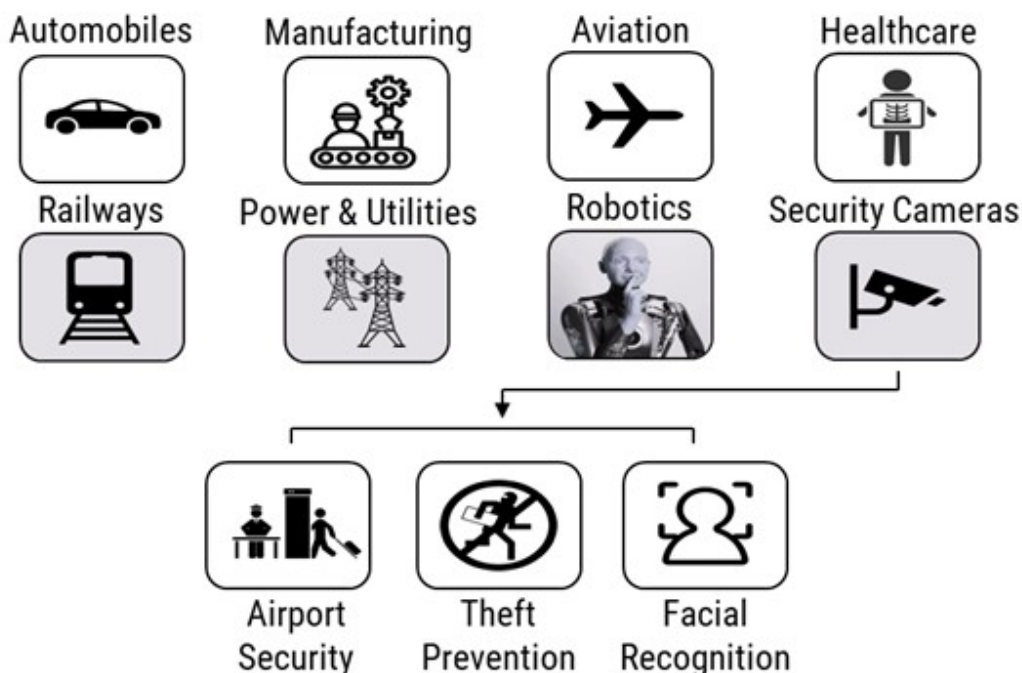 Automobiles
Manufacturing
Aviation
Healthcare
Railways
Power & Utilities
Robotics
Security Cameras
Airport
Security
Theft
Prevention
Facial
Recognition